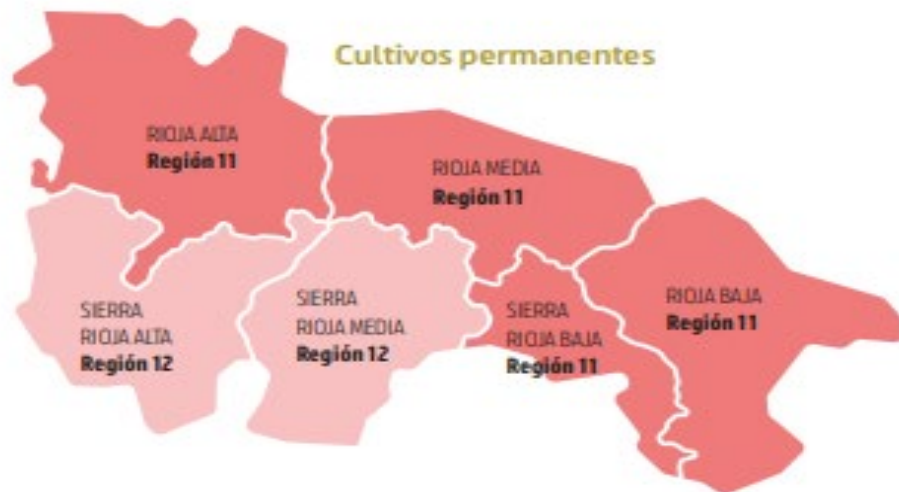 Cultivos permanentes
RIOJA ALTA
Región 11
RIOJA MEDIA
Región 11
SIERRA
RIOJA ALTA
Región 12
SIERRA
RIOJA MEDIA
Región 12
SIERRA
RIOJA BAJA
Región 11
RIOJA BAJA
Región 11